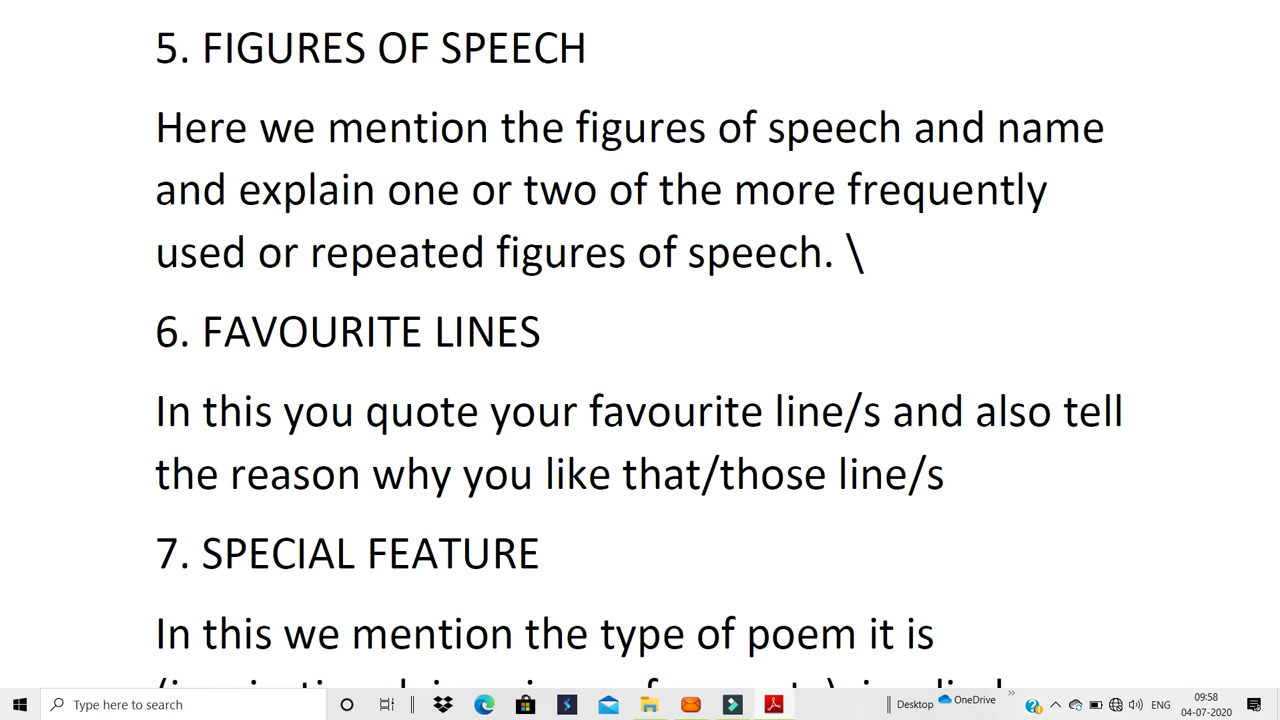 5. FIGURES OF SPEECH
Here we mention the figures of speech and name
and explain one or two of the more frequently
used or repeated figures of speech. \
6. FAVOURITE LINES
In this you quote your favourite line/s and also tell
the reason why you like that/those line/s
7. SPECIAL FEATURE
In this we mention the type of poem it is
Type here to search
Desktop
OneDrive
ENG
09:58
04-07-2020